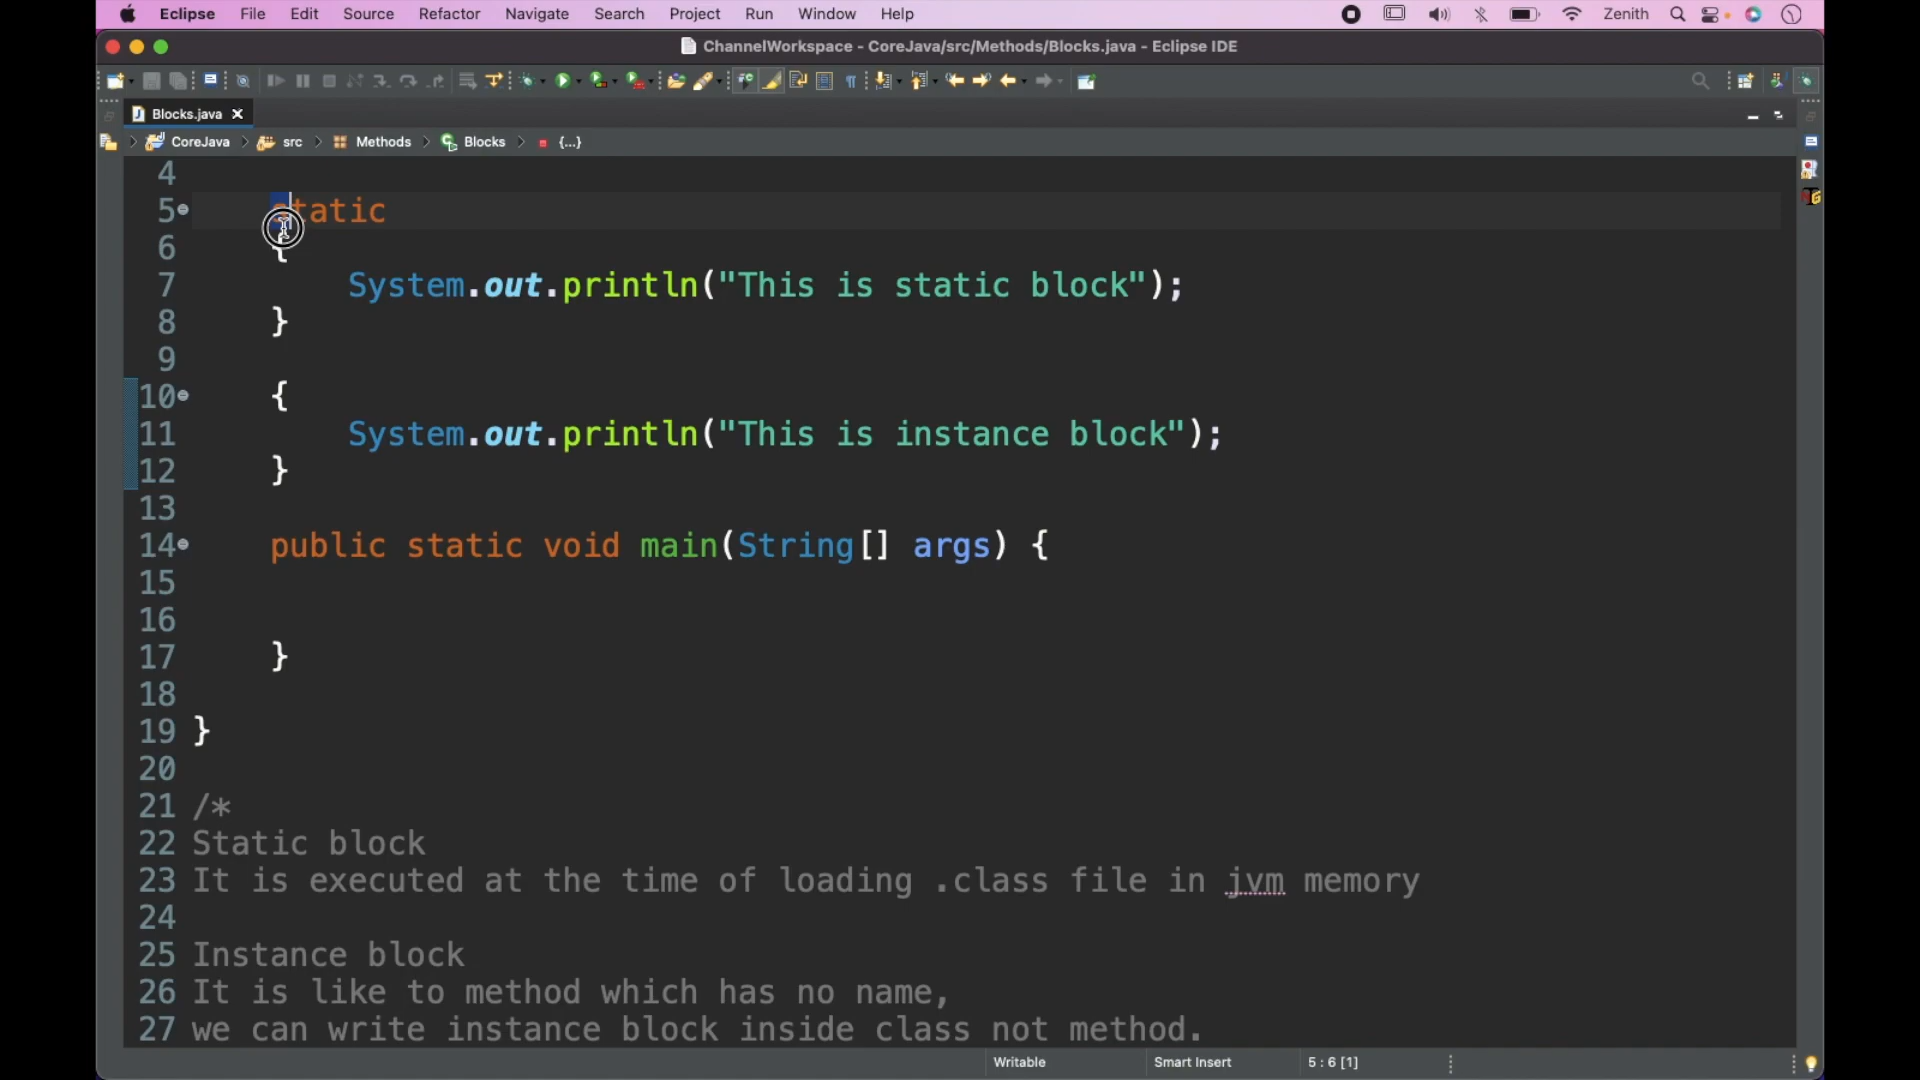 Eclipse File Edit Source Refactor Navigate Search Project Run Window Help Zenith
ChannelWorkspace - CoreJava/src/Methods/Blocks.java - Eclipse IDE
Blocks.java
CoreJava src Methods Blocks {...}
4
5 static
6 {
7 System.out.println("This is static block");
8 }
9
10 {
11 System.out.println("This is instance block");
12 }
13
14 public static void main(String[] args) {
15
16
17 }
18
19 }
20
21 /*
22 Static block
23 It is executed at the time of loading .class file in jvm memory
24
25 Instance block
26 It is like to method which has no name,
27 we can write instance block inside class not method.
Writable Smart Insert 5 : 6 [1]